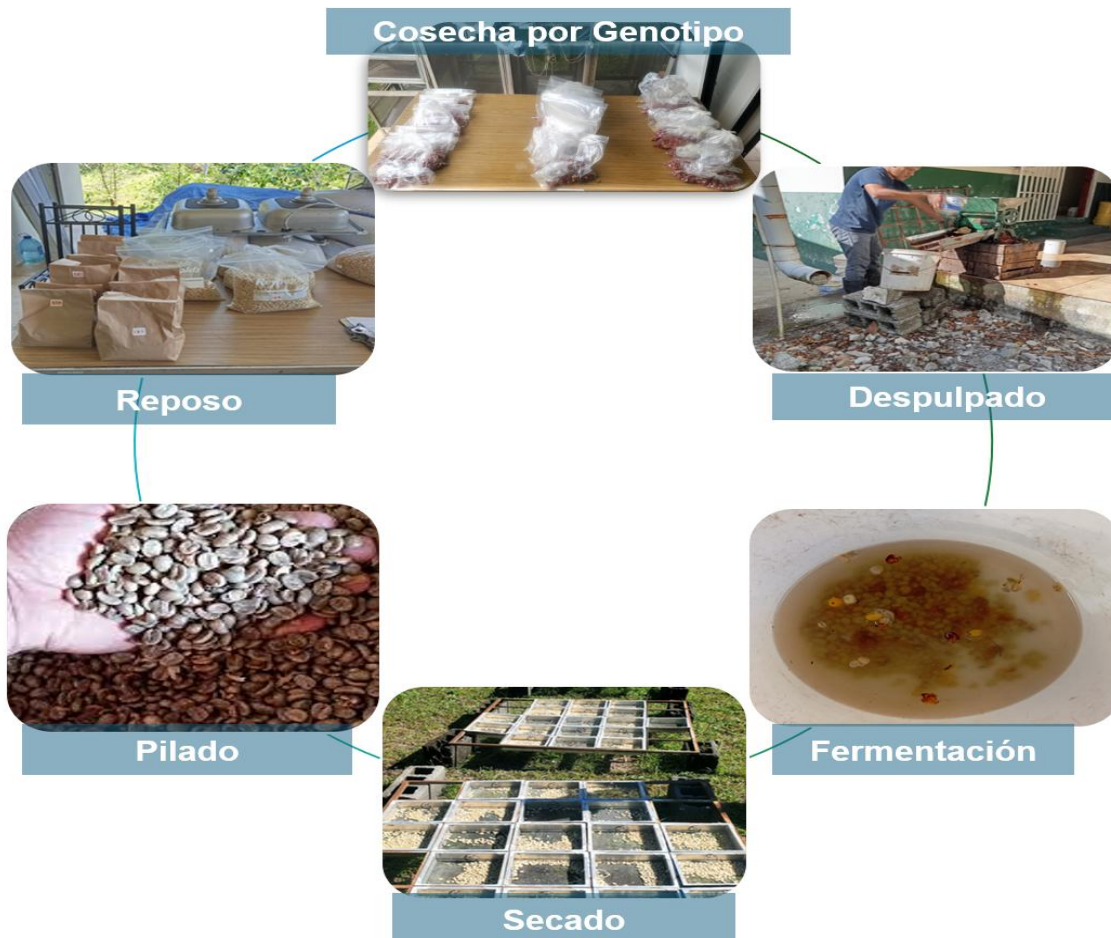 Cosecha por Genotipo
Despulpado
Fermentación
Secado
Pilado
Reposo